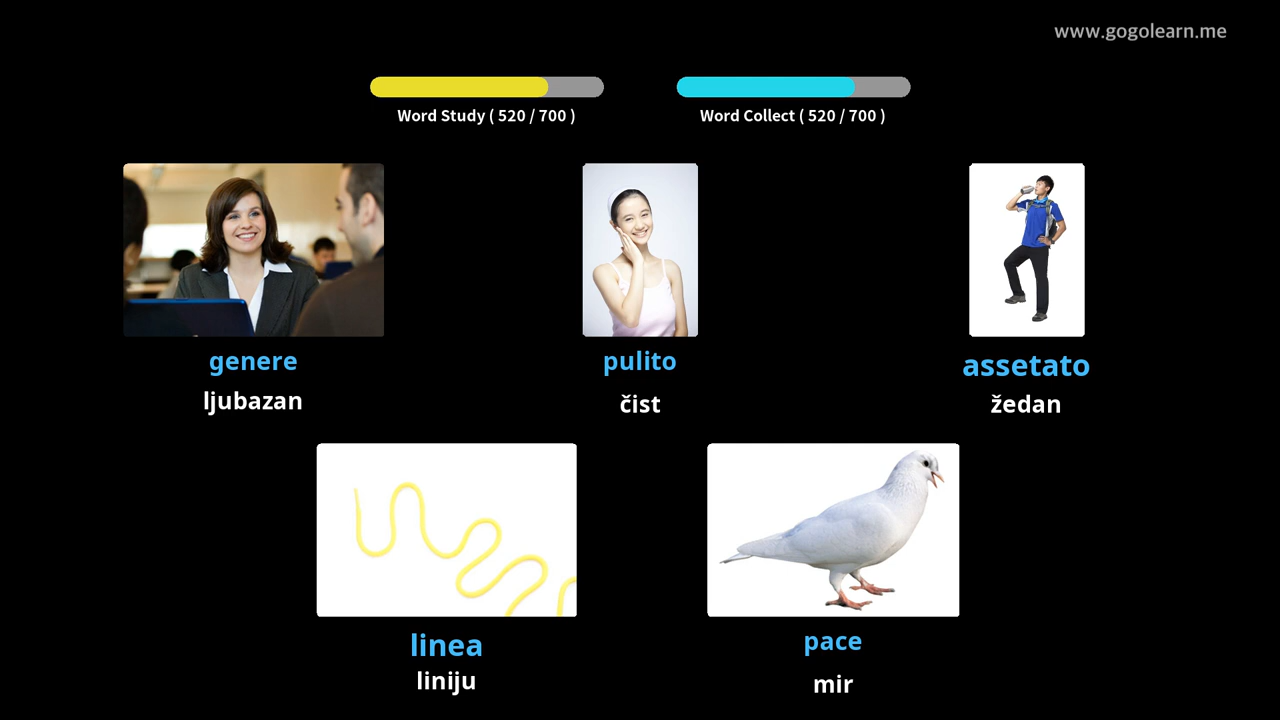 www.gogolearn.me
Word Study ( 520 / 700 )
Word Collect ( 520 / 700 )
genere
ljubazan
pulito
čist
assetato
žedan
linea
liniju
pace
mir